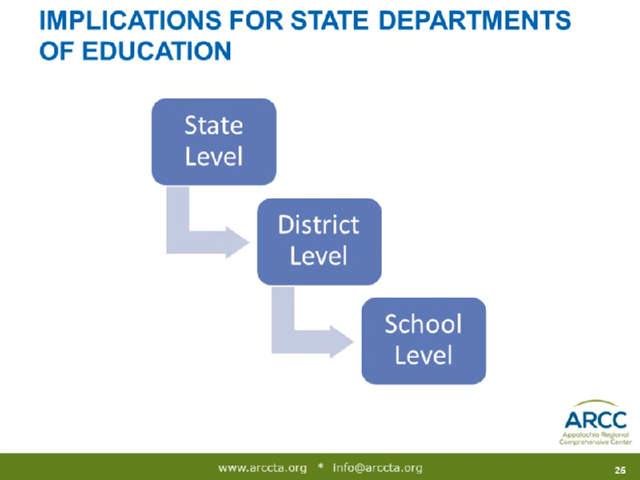 IMPLICATIONS FOR STATE DEPARTMENTS
OF EDUCATION
State
Level
District
Level
School
Level
ARCC
Appalachia Regional
Comprehensive Center
www.arccta.org * Info@arccta.org
26